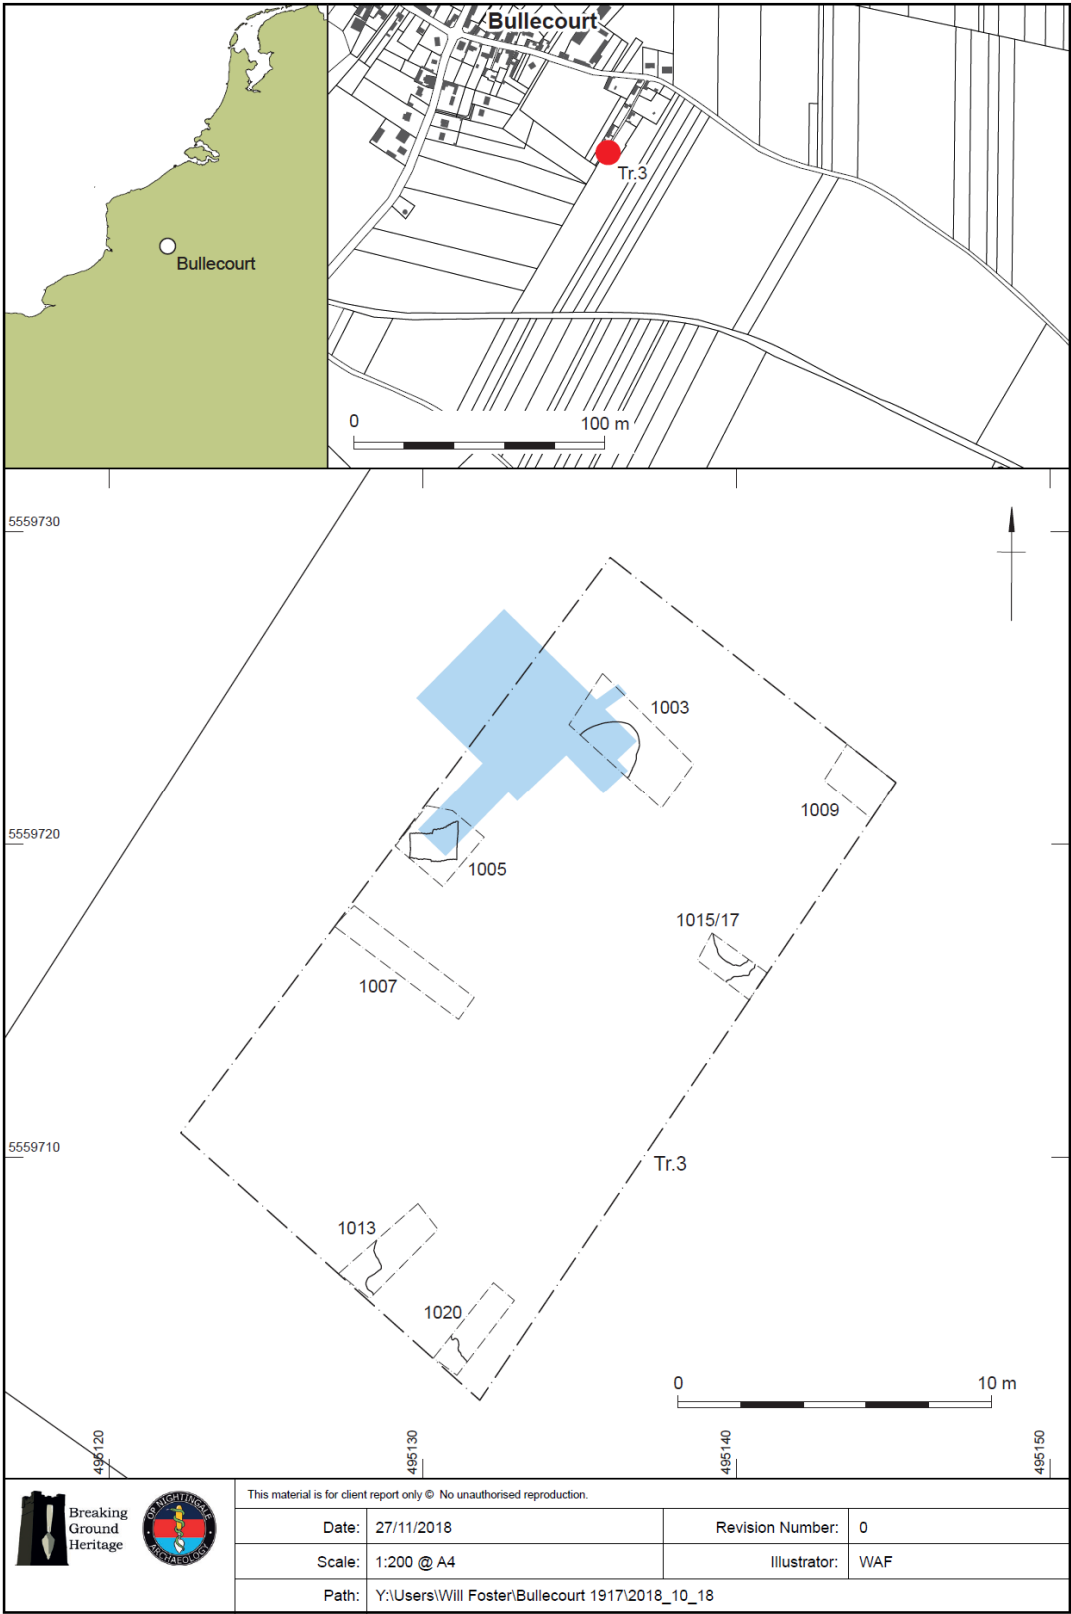 Bullecourt
Tr.3
Bullecourt
0 100 m
5559730
1003
1009
5559720
1005
1015/17
1007
5559710
Tr.3
1013
1020
0 10 m
495120
495130
495140
495150
Breaking
Ground
Heritage
OP NIGHTINGALE
ARCHAEOLOGY
This material is for client report only © No unauthorised reproduction.
Date: 27/11/2018 Revision Number: 0
Scale: 1:200 @ A4 Illustrator: WAF
Path: Y:\Users\Will Foster\Bullecourt 1917\2018_10_18